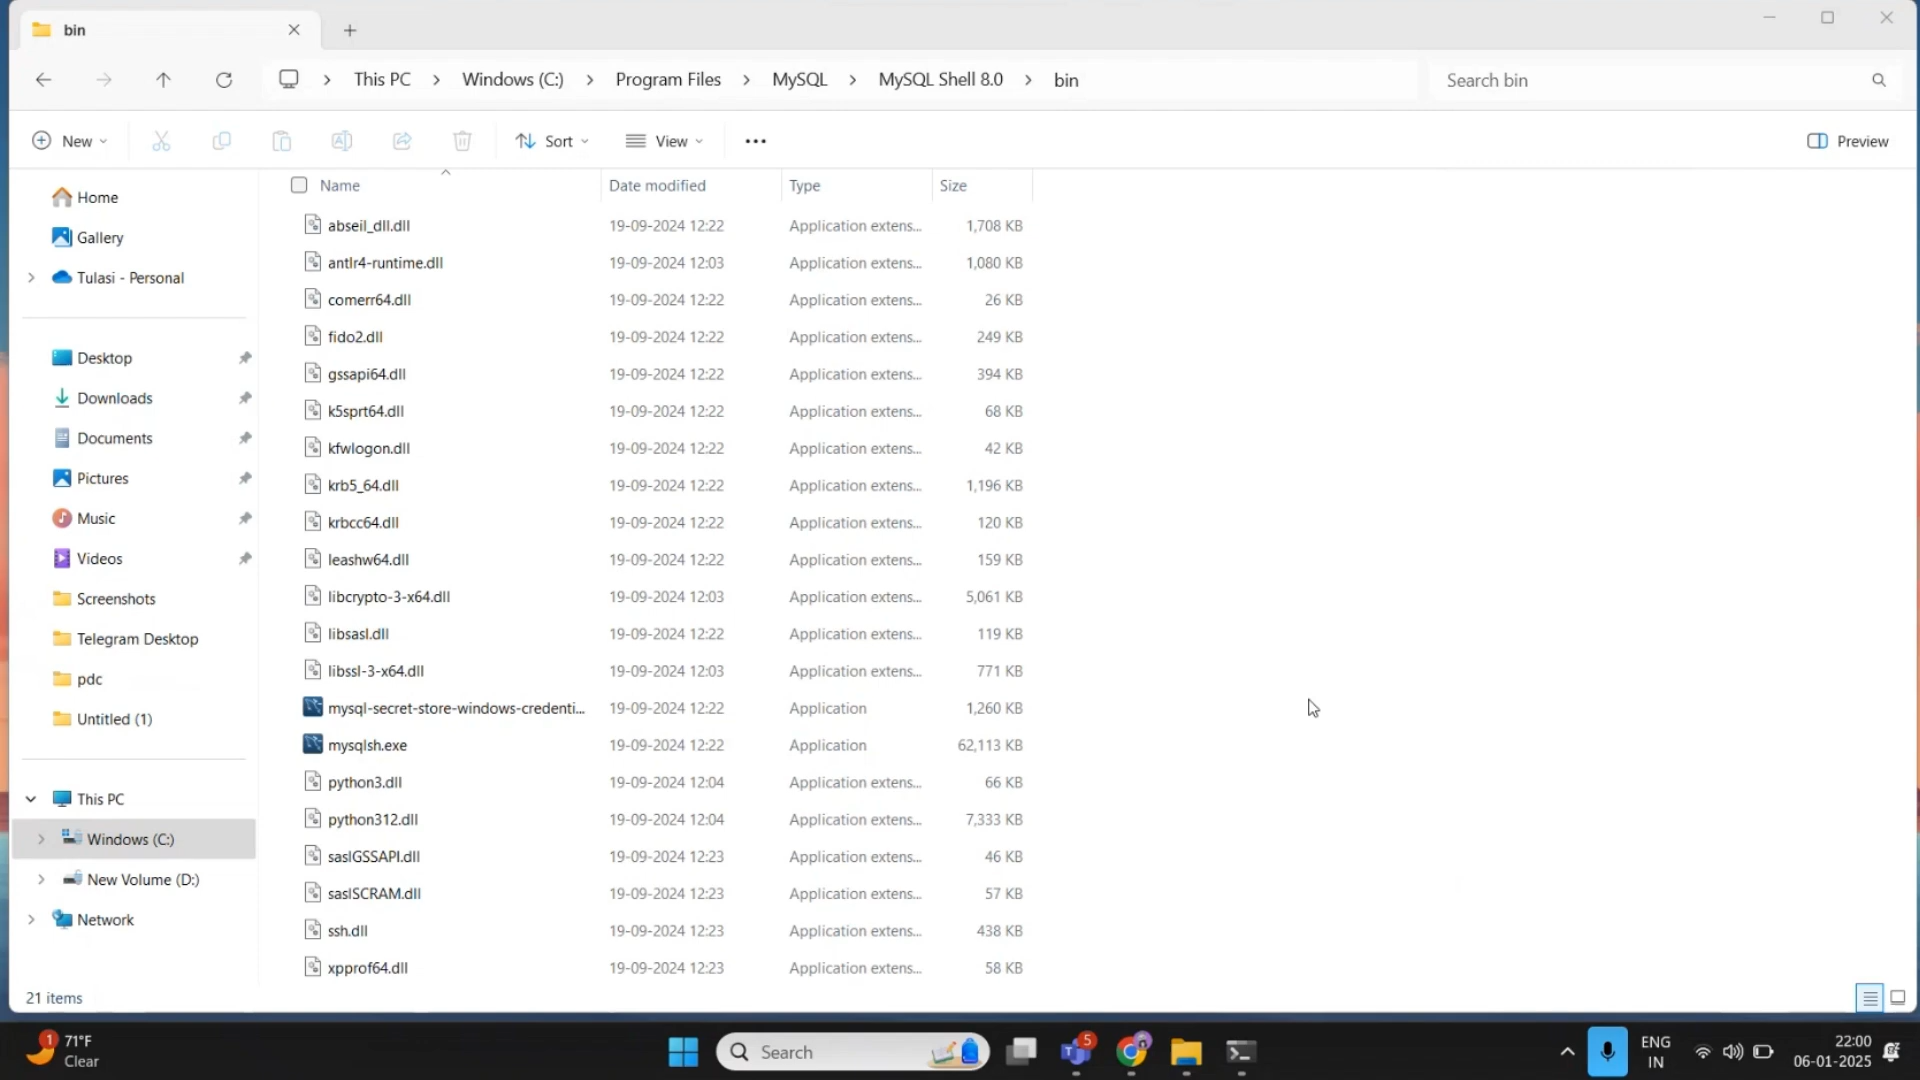 bin
This PC > Windows (C:) > Program Files > MySQL > MySQL Shell 8.0 > bin
Search bin
New
Sort
View
Preview
Name Date modified Type Size
Home
Gallery
Tulasi - Personal
Desktop
Downloads
Documents
Pictures
Music
Videos
Screenshots
Telegram Desktop
pdc
Untitled (1)
This PC
Windows (C:)
New Volume (D:)
Network
abseil_dll.dll 19-09-2024 12:22 Application extens... 1,708 KB
antlr4-runtime.dll 19-09-2024 12:03 Application extens... 1,080 KB
comerr64.dll 19-09-2024 12:22 Application extens... 26 KB
fido2.dll 19-09-2024 12:22 Application extens... 249 KB
gssapi64.dll 19-09-2024 12:22 Application extens... 394 KB
k5sprt64.dll 19-09-2024 12:22 Application extens... 68 KB
kfwlogon.dll 19-09-2024 12:22 Application extens... 42 KB
krb5_64.dll 19-09-2024 12:22 Application extens... 1,196 KB
krbcc64.dll 19-09-2024 12:22 Application extens... 120 KB
leashw64.dll 19-09-2024 12:22 Application extens... 159 KB
libcrypto-3-x64.dll 19-09-2024 12:03 Application extens... 5,061 KB
libsasl.dll 19-09-2024 12:22 Application extens... 119 KB
libssl-3-x64.dll 19-09-2024 12:03 Application extens... 771 KB
mysql-secret-store-windows-credenti... 19-09-2024 12:22 Application 1,260 KB
mysqlsh.exe 19-09-2024 12:22 Application 62,113 KB
python3.dll 19-09-2024 12:04 Application extens... 66 KB
python312.dll 19-09-2024 12:04 Application extens... 7,333 KB
saslGSSAPI.dll 19-09-2024 12:23 Application extens... 46 KB
saslSCRAM.dll 19-09-2024 12:23 Application extens... 57 KB
ssh.dll 19-09-2024 12:23 Application extens... 438 KB
xpprof64.dll 19-09-2024 12:23 Application extens... 58 KB
21 items
1
71°F
Clear
Search
5
ENG
IN
22:00
06-01-2025